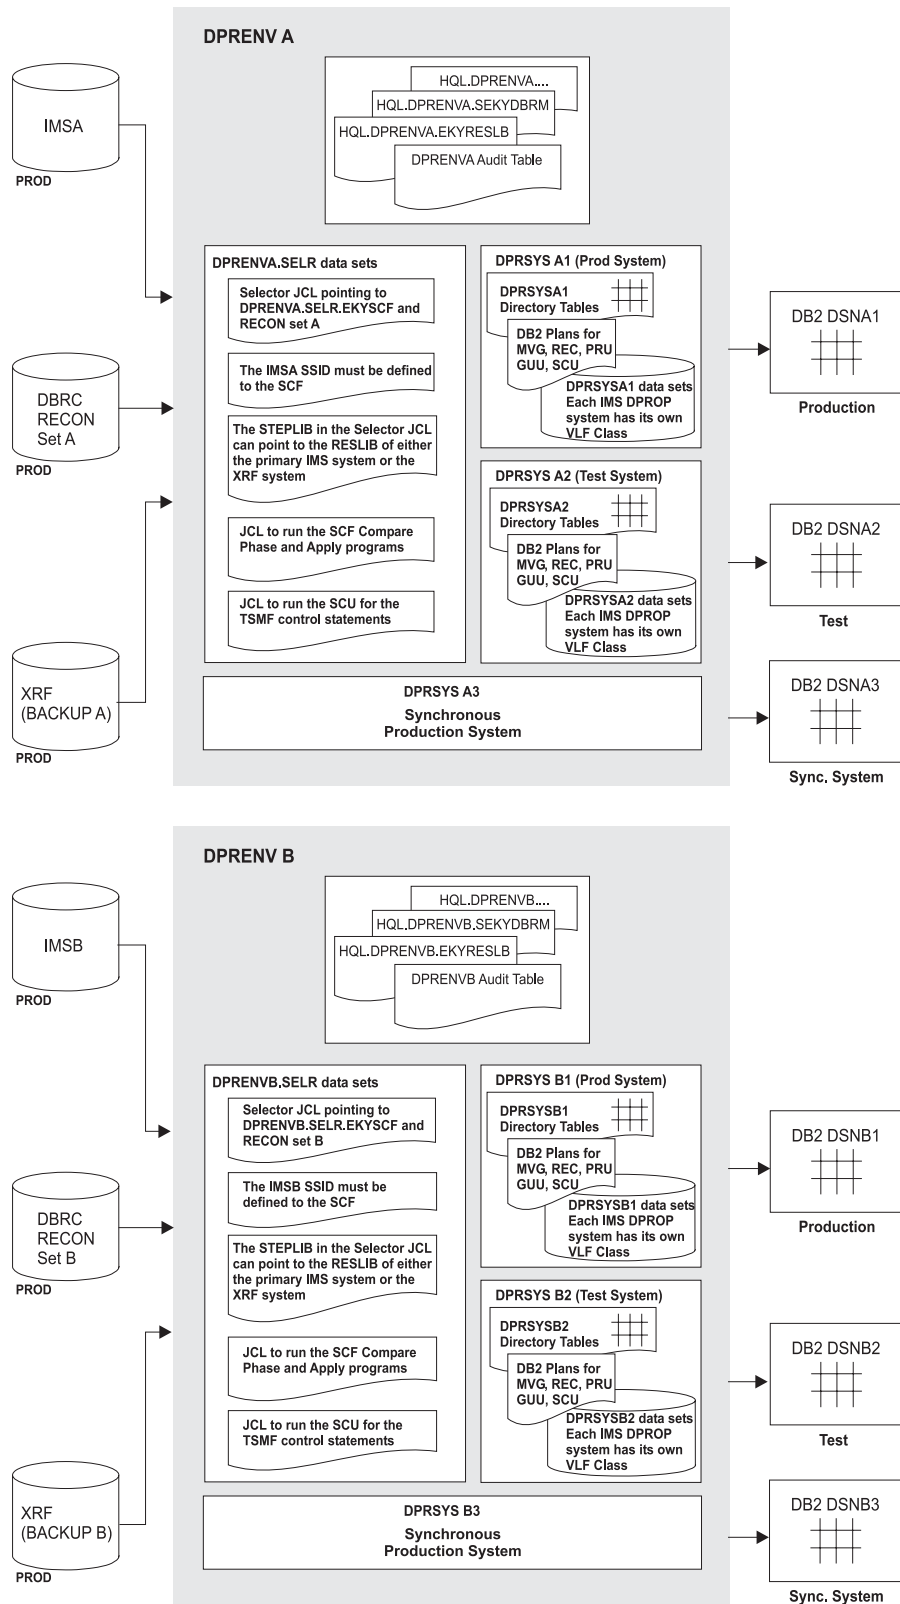 DPRENV A
HQL.DPRENVA....
HQL.DPRENVA.SEKYDBRM
HQL.DPRENVA.EKYRESLB
DPRENVA Audit Table
IMSA
PROD
DBRC
RECON
Set A
PROD
XRF
(BACKUP A)
PROD
DPRENVA.SELR data sets
Selector JCL pointing to
DPRENVA.SELR.EKYSCF and
RECON set A
The IMSA SSID must be defined
to the SCF
The STEPLIB in the Selector JCL
can point to the RESLIB of either
the primary IMS system or the
XRF system
JCL to run the SCF Compare
Phase and Apply programs
JCL to run the SCU for the
TSMF control statements
DPRSYS A1 (Prod System)
DPRSYSA1
Directory Tables
DB2 Plans for
MVG, REC, PRU
GUU, SCU
DPRSYSA1 data sets
Each IMS DPROP
system has its own
VLF Class
DPRSYS A2 (Test System)
DPRSYSA2
Directory Tables
DB2 Plans for
MVG, REC, PRU
GUU, SCU
DPRSYSA2 data sets
Each IMS DPROP
system has its own
VLF Class
DPRSYS A3
Synchronous
Production System
DB2 DSNA1
Production
DB2 DSNA2
Test
DB2 DSNA3
Sync. System
DPRENV B
HQL.DPRENVB....
HQL.DPRENVB.SEKYDBRM
HQL.DPRENVB.EKYRESLB
DPRENVB Audit Table
IMSB
PROD
DBRC
RECON
Set B
PROD
XRF
(BACKUP B)
PROD
DPRENVB.SELR data sets
Selector JCL pointing to
DPRENVB.SELR.EKYSCF and
RECON set B
The IMSB SSID must be
defined to the SCF
The STEPLIB in the Selector JCL
can point to the RESLIB of either
the primary IMS system or the
XRF system
JCL to run the SCF Compare
Phase and Apply programs
JCL to run the SCU for the
TSMF control statements
DPRSYS B1 (Prod System)
DPRSYSB1
Directory Tables
DB2 Plans for
MVG, REC, PRU
GUU, SCU
DPRSYSB1 data sets
Each IMS DPROP
system has its own
VLF Class
DPRSYS B2 (Test System)
DPRSYSB2
Directory Tables
DB2 Plans for
MVG, REC, PRU
GUU, SCU
DPRSYSB2 data sets
Each IMS DPROP
system has its own
VLF Class
DPRSYS B3
Synchronous
Production System
DB2 DSNB1
Production
DB2 DSNB2
Test
DB2 DSNB3
Sync. System